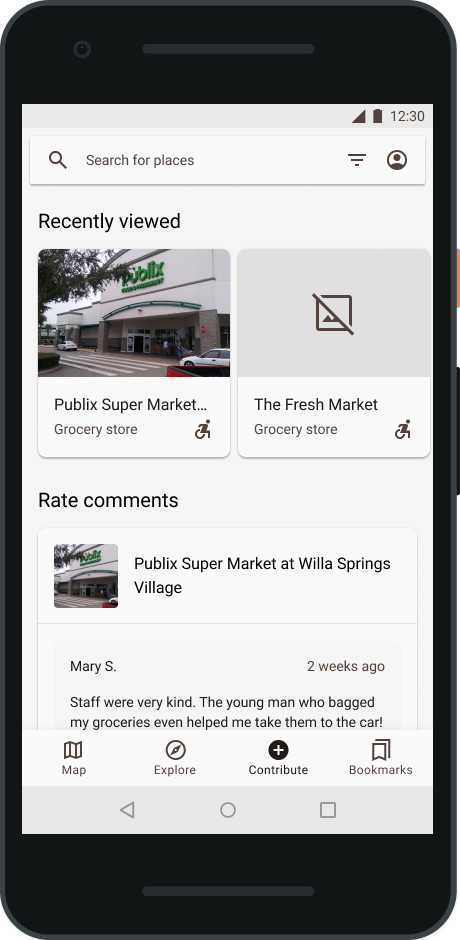 12:30
Search for places
Recently viewed
Publix
Publix Super Market…
Grocery store
The Fresh Market
Grocery store
Rate comments
Publix
Publix Super Market at Willa Springs
Village
Mary S.
2 weeks ago
Staff were very kind. The young man who bagged
my groceries even helped me take them to the car!
Map
Explore
Contribute
Bookmarks